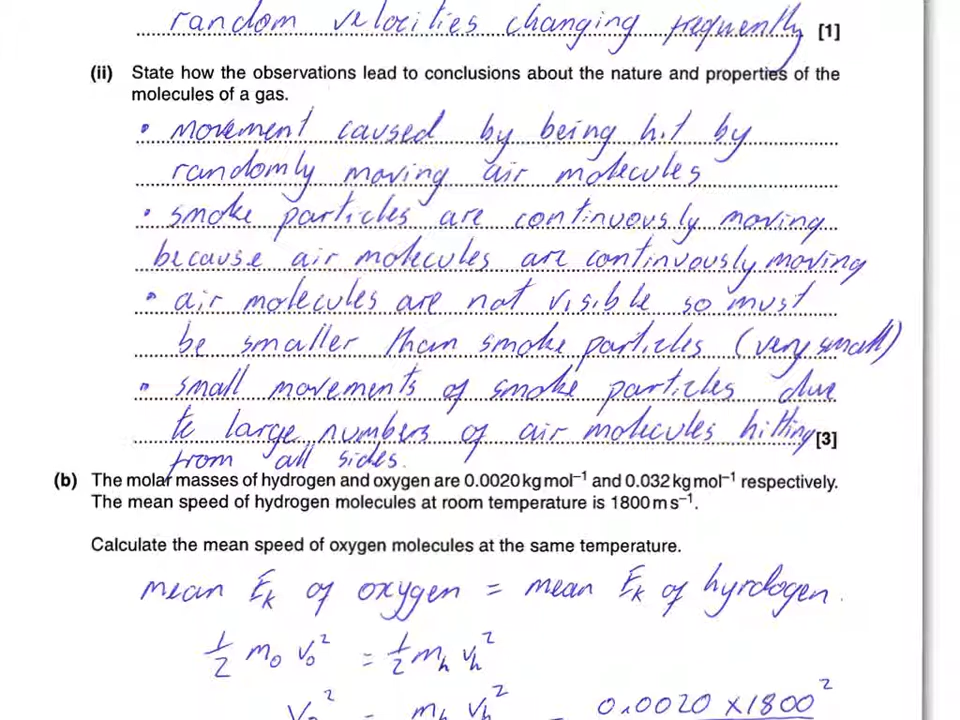 random velocities changing frequently [1]
(ii) State how the observations lead to conclusions about the nature and properties of the
molecules of a gas.
• movement caused by being hit by
randomly moving air molecules
• smoke particles are continuously moving
because air molecules are continuously moving
• air molecules are not visible so must
be smaller than smoke particles (very small)
• small movements of smoke particles due
to large numbers of air molecules hitting [3]
from all sides.
(b) The molar masses of hydrogen and oxygen are 0.0020 kg mol⁻¹ and 0.032 kg mol⁻¹ respectively.
The mean speed of hydrogen molecules at room temperature is 1800 m s⁻¹.
Calculate the mean speed of oxygen molecules at the same temperature.
mean Eₖ of oxygen = mean Eₖ of hyrdogen.
½ mₒ vₒ² = ½ mₕ vₕ²
vₒ² = mₕ vₕ² = 0.0020 × 1800²